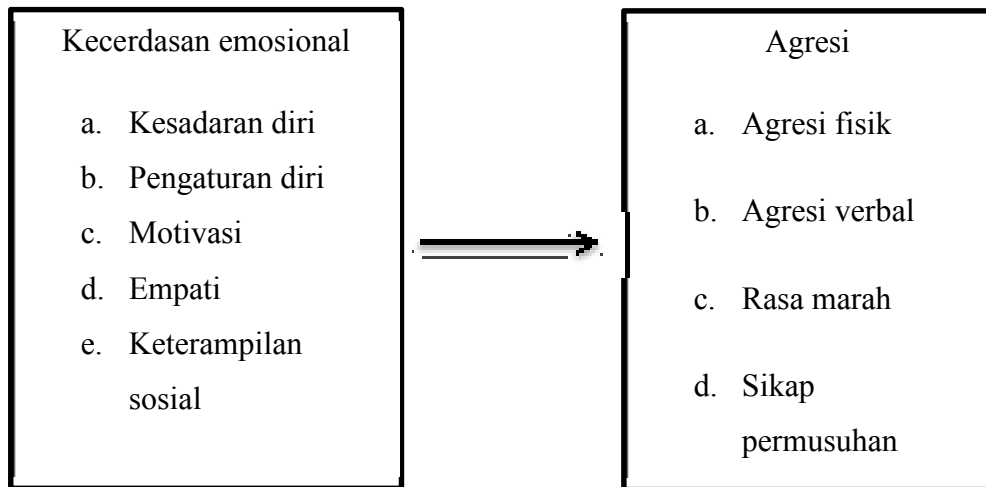 Kecerdasan emosional
a. Kesadaran diri
b. Pengaturan diri
c. Motivasi
d. Empati
e. Keterampilan
sosial
Agresi
a. Agresi fisik
b. Agresi verbal
c. Rasa marah
d. Sikap
permusuhan